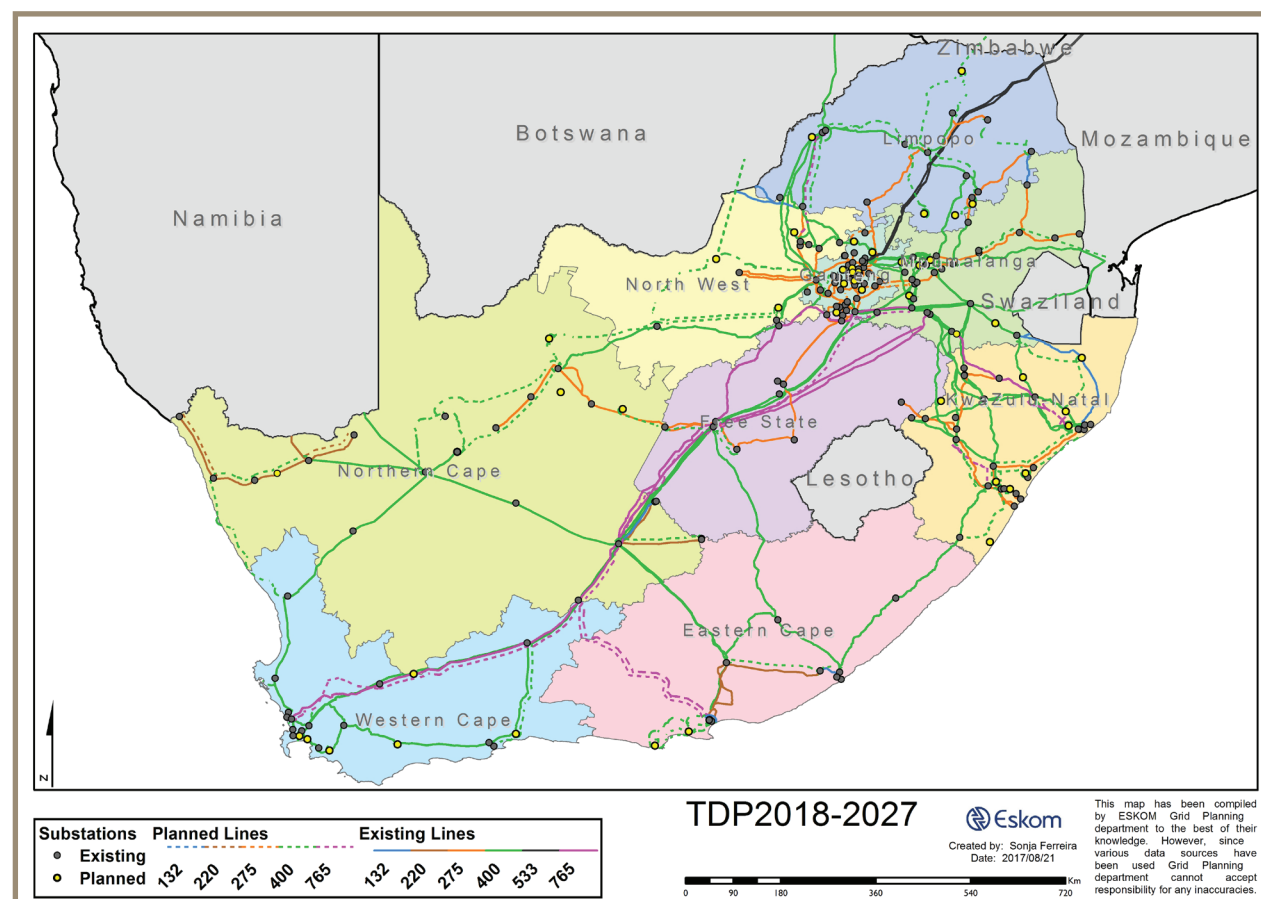 Zimbabwe
Botswana
Limpopo
Mozambique
Namibia
Mpumalanga
Gauteng
North West
Swaziland
KwaZulu-Natal
Free State
Northern Cape
Lesotho
Eastern Cape
Western Cape
N
Substations Planned Lines Existing Lines
Existing
Planned
132 220 275 400 765 132 220 275 400 533 765
TDP2018-2027
Eskom
Created by: Sonja Ferreira
Date: 2017/08/21
Km
0 90 180 360 540 720
This map has been compiled
by ESKOM Grid Planning
department to the best of their
knowledge. However, since
various data sources have
been used Grid Planning
department cannot accept
responsibility for any inaccuracies.